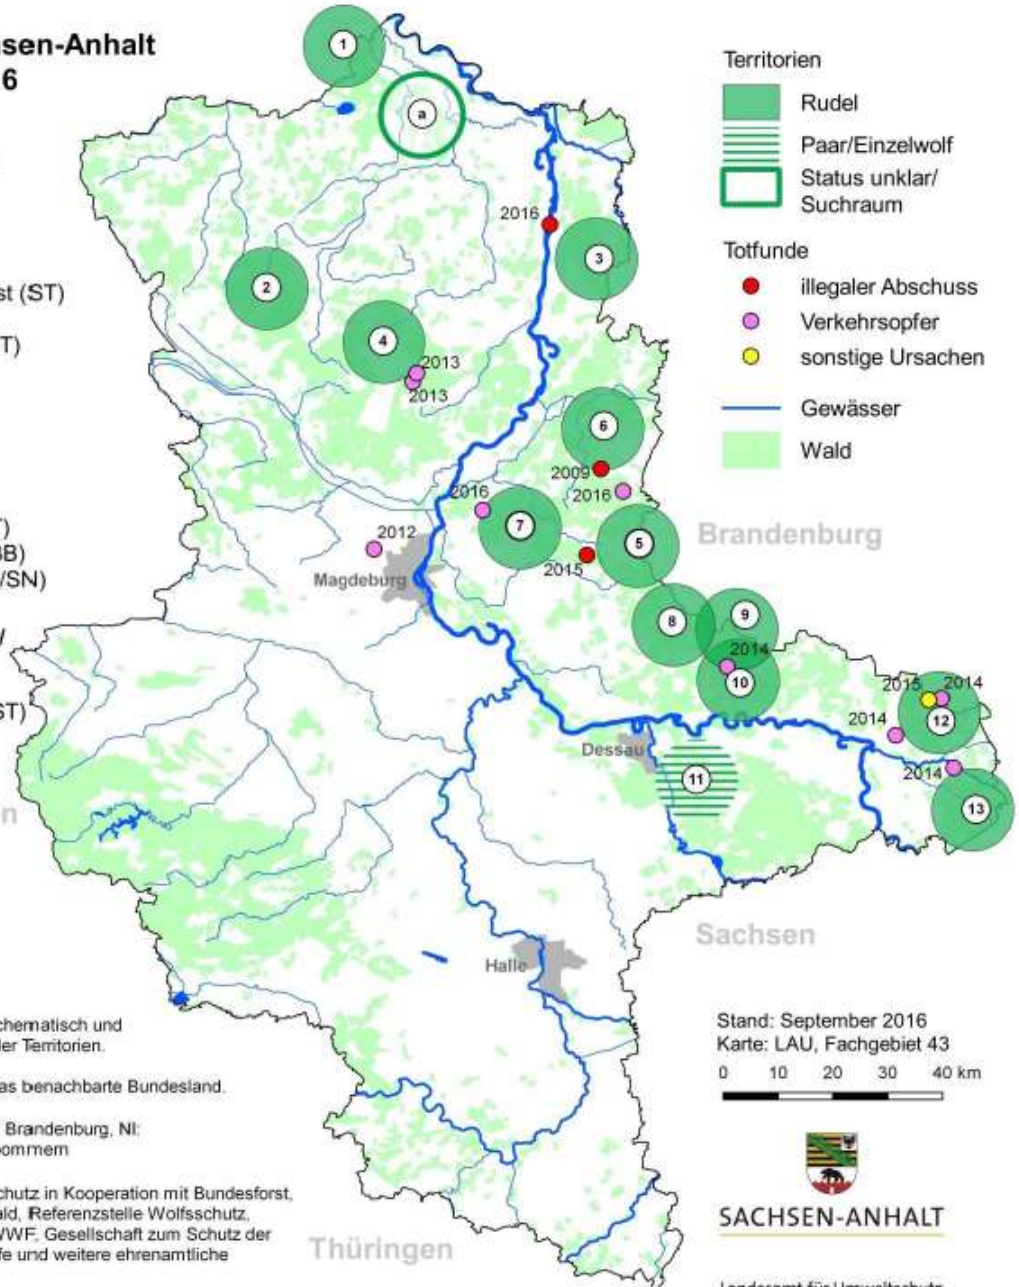 sen-Anhalt
6
st (ST)
T)
T)
BB)
/SN)
ST)
1
a
2016
3
2
4
2013
2013
6
2009
2016
2016
7
5
2012
2015
Magdeburg
8
9
2014
10
2015
2014
12
2014
Dessau
11
2014
13
Halle
Brandenburg
Sachsen
Thüringen
n
Territorien
Rudel
Paar/Einzelwolf
Status unklar/
Suchraum
Totfunde
illegaler Abschuss
Verkehrsopfer
sonstige Ursachen
Gewässer
Wald
chematisch und
der Territorien.
as benachbarte Bundesland.
Brandenburg, NI:
pommern
chutz in Kooperation mit Bundesforst,
ald, Referenzstelle Wolfsschutz,
WWF, Gesellschaft zum Schutz der
fe und weitere ehrenamtliche
Stand: September 2016
Karte: LAU, Fachgebiet 43
0 10 20 30 40 km
SACHSEN-ANHALT
Landesamt für Umweltschutz